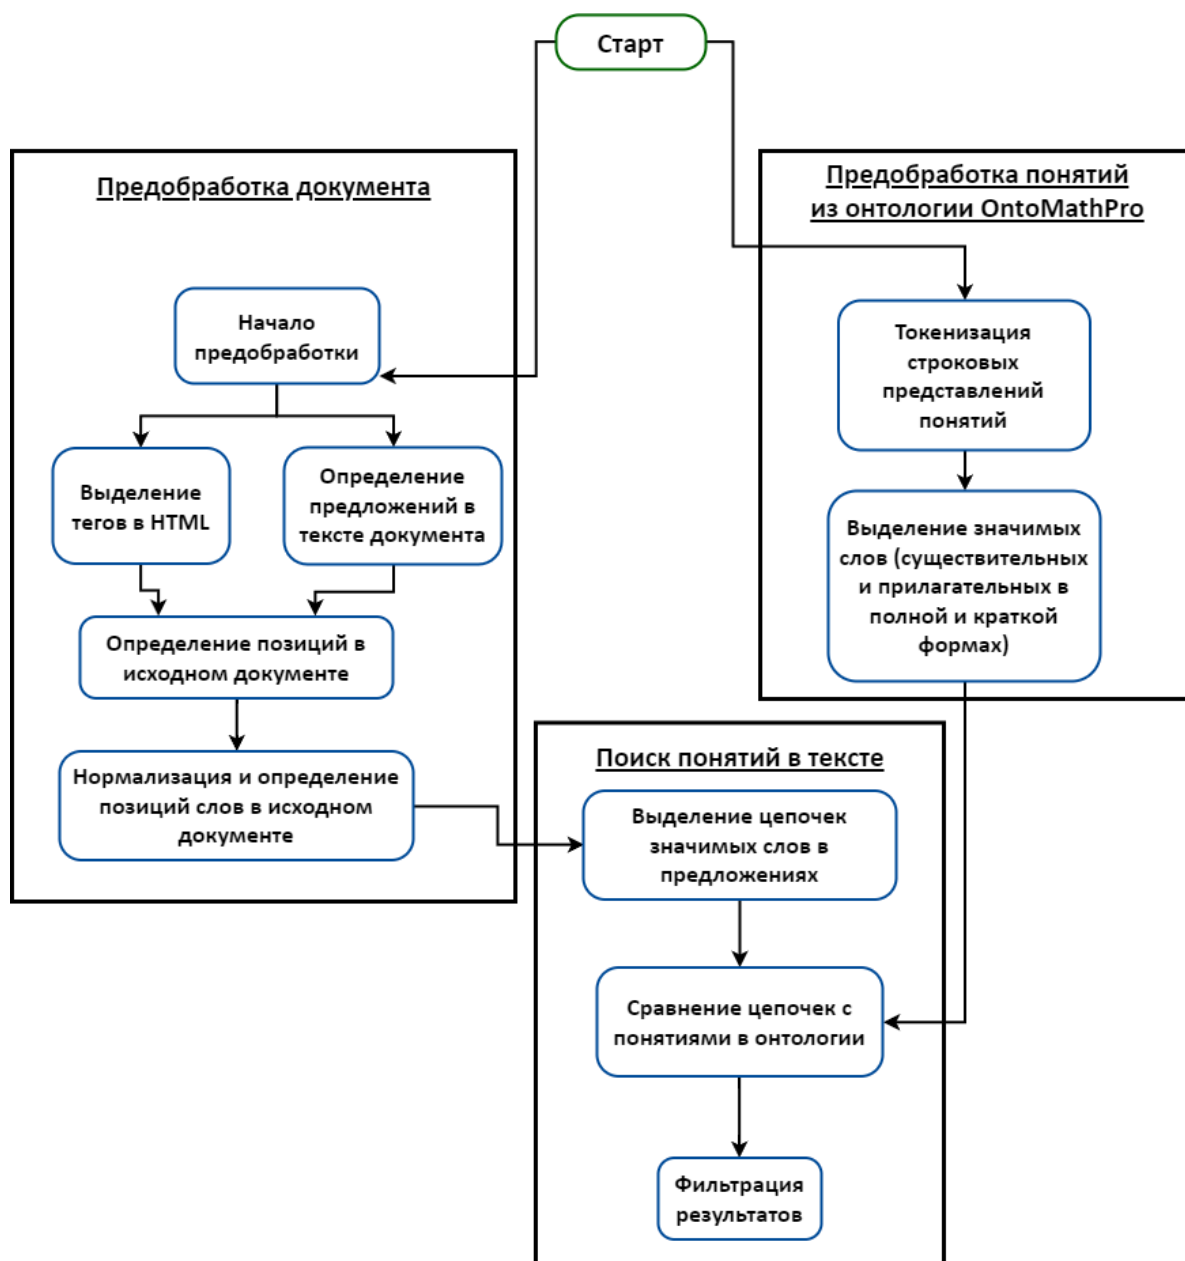 Старт
Предобработка документа
Начало
предобработки
Выделение
тегов в HTML
Определение
предложений в
тексте документа
Определение позиций в
исходном документе
Нормализация и определение
позиций слов в исходном
документе
Предобработка понятий
из онтологии OntoMathPro
Токенизация
строковых
представлений
понятий
Выделение значимых
слов (существительных
и прилагательных в
полной и краткой
формах)
Поиск понятий в тексте
Выделение цепочек
значимых слов в
предложениях
Сравнение цепочек с
понятиями в онтологии
Фильтрация
результатов